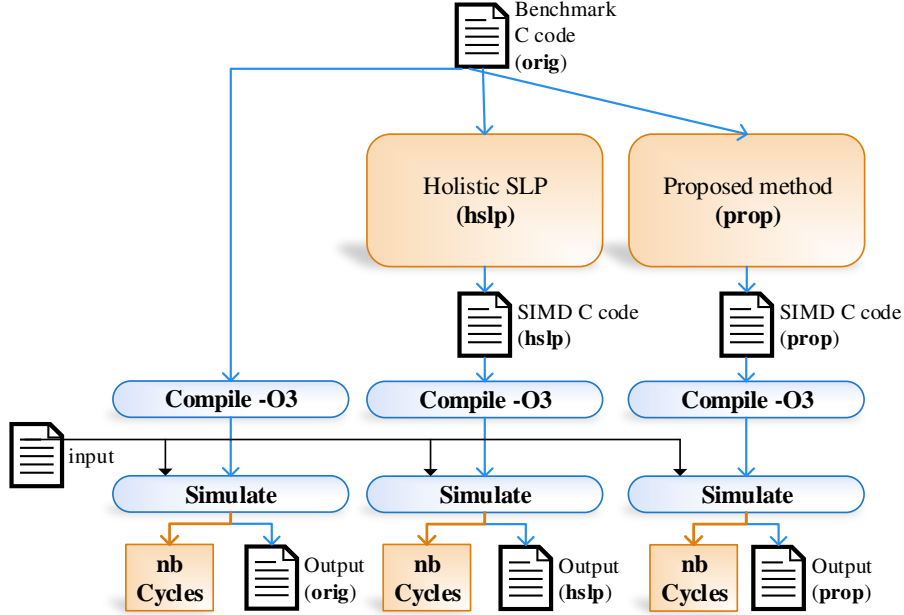 Benchmark
C code
(orig)
Holistic SLP
(hslp)
Proposed method
(prop)
SIMD C code
(hslp)
SIMD C code
(prop)
Compile -O3
Compile -O3
Compile -O3
input
Simulate
Simulate
Simulate
nb
Cycles
Output
(orig)
nb
Cycles
Output
(hslp)
nb
Cycles
Output
(prop)